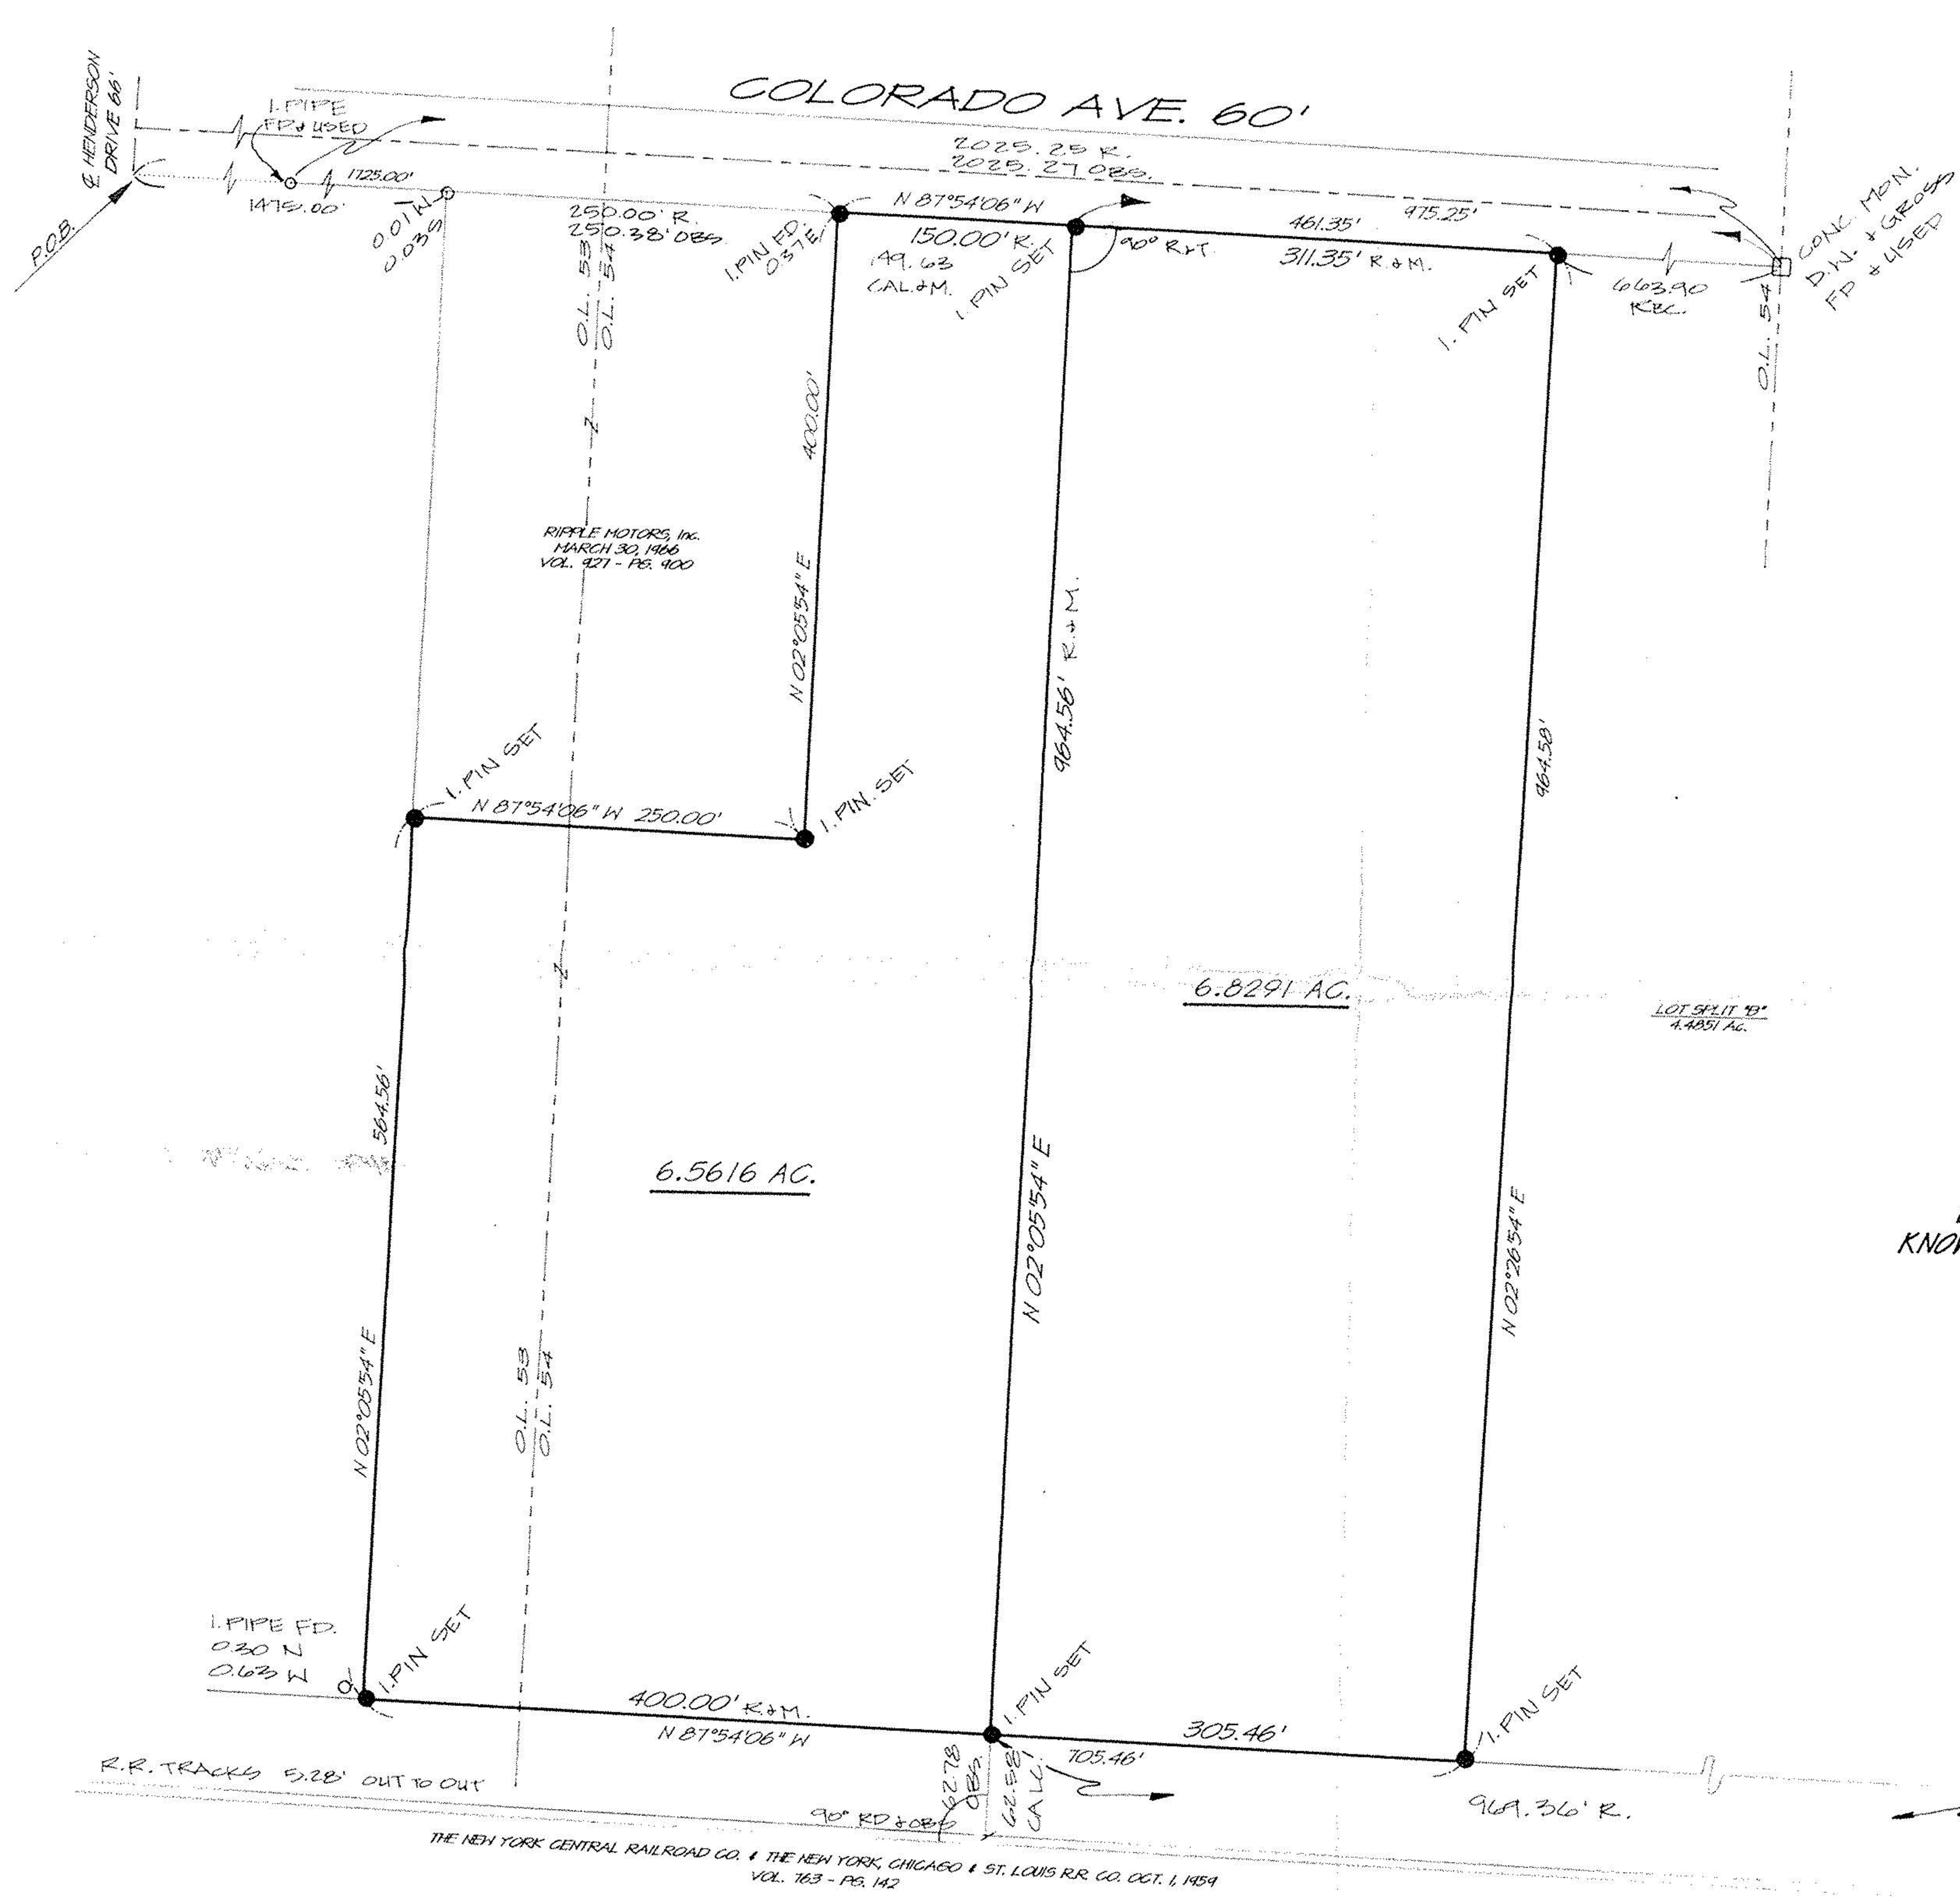 COLORADO AVE. 60'
℄ HENDERSON
DRIVE 66'
P.O.B.
I. PIPE
FD & USED
1725.00'
1475.00'
0.01 W
0.03 S
2025.25 R.
2025.27 OBS.
250.00' R.
250.38' OBS.
I. PIN FD.
0.37 E
N 87°54'06" W
150.00' R.
149.63
CAL. & M.
I. PIN SET
90° R & T.
461.35'
975.25'
311.35' R. & M.
I. PIN SET
663.90
REC.
CONC. MON.
D.W. & GROSS
FD & USED
O.L. 54
O.L. 53
O.L. 54
400.00'
N 02°05'54" E
RIPPLE MOTORS, Inc.
MARCH 30, 1966
VOL. 927 - PG. 900
964.56' R. & M.
964.58'
I. PIN SET
N 87°54'06" W 250.00'
I. PIN. SET
6.8291 AC.
LOT SPLIT "B"
4.4851 Ac.
564.56'
6.5616 AC.
N 02°05'54" E
N 02°26'54" E
KNOW
N 02°05'54" E
O.L. 53
O.L. 54
I. PIPE FD.
0.30 N
0.63 W
I. PIN SET
400.00' R. & M.
N 87°54'06" W
I. PIN SET
305.46'
705.46'
I. PIN SET
62.78
OBS.
62.58'
CALC.
R.R. TRACKS 5.28' OUT TO OUT
90° RD & OBS
969.36' R.
THE NEW YORK CENTRAL RAILROAD CO. & THE NEW YORK, CHICAGO & ST. LOUIS R.R. CO. OCT. 1, 1959
VOL. 763 - PG. 142